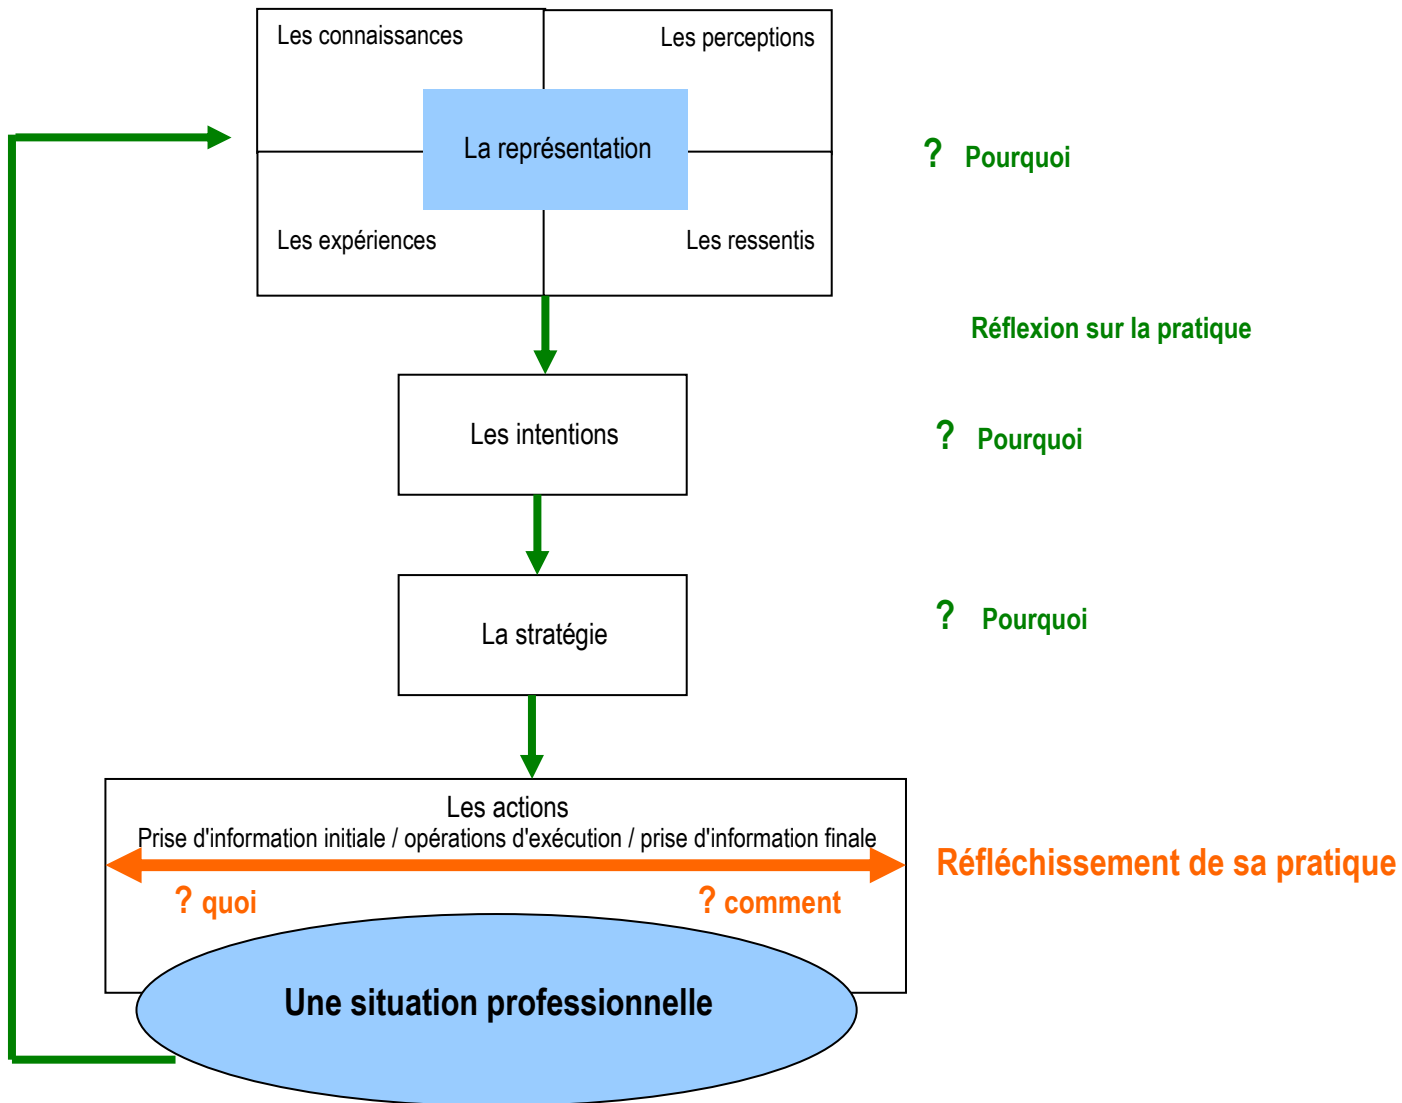 Les connaissances
Les perceptions
La représentation
? Pourquoi
Les expériences
Les ressentis
Réflexion sur la pratique
Les intentions
? Pourquoi
La stratégie
? Pourquoi
Les actions
Prise d'information initiale / opérations d'exécution / prise d'information finale
Réfléchissement de sa pratique
? quoi
? comment
Une situation professionnelle